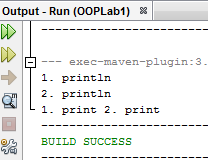 Output - Run (OOPLab1)
--- exec-maven-plugin:3.
1. println
2. println
1. print 2. print
BUILD SUCCESS